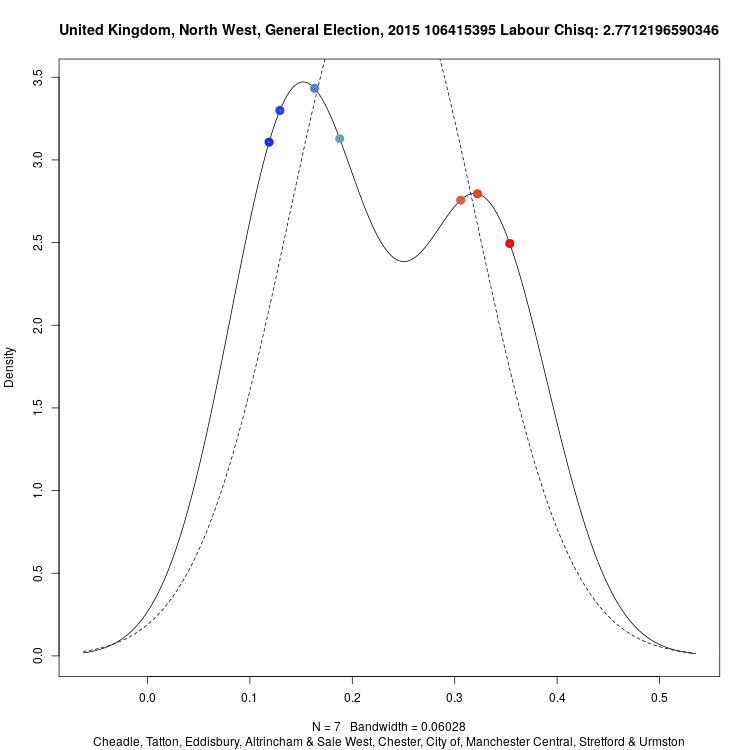 United Kingdom, North West, General Election, 2015 106415395 Labour Chisq: 2.7712196590346
3.5
3.0
2.5
2.0
1.5
1.0
0.5
0.0
Density
0.0 0.1 0.2 0.3 0.4 0.5
N = 7 Bandwidth = 0.06028
Cheadle, Tatton, Eddisbury, Altrincham & Sale West, Chester, City of, Manchester Central, Stretford & Urmston